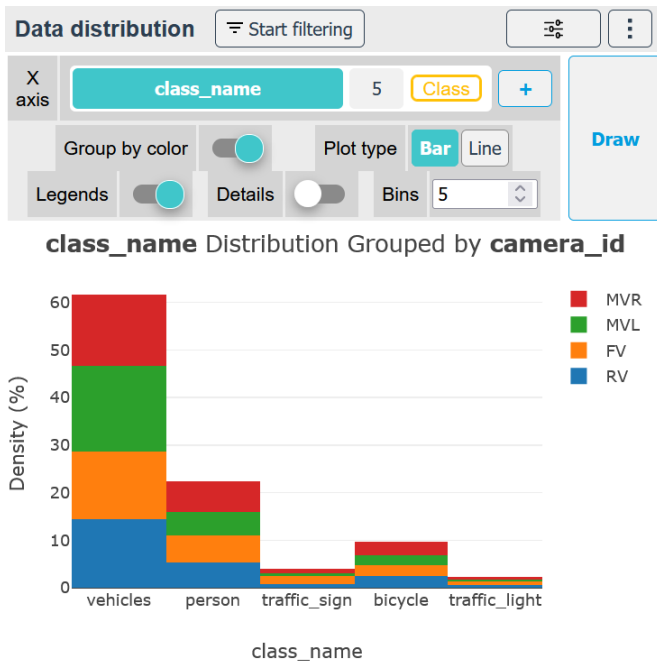 Data distribution Start filtering
X axis class_name 5 Class +
Draw
Group by color Plot type Bar Line
Legends Details Bins 5
class_name Distribution Grouped by camera_id
Density (%)
60
50
40
30
20
10
0
MVR
MVL
FV
RV
vehicles person traffic_sign bicycle traffic_light
class_name